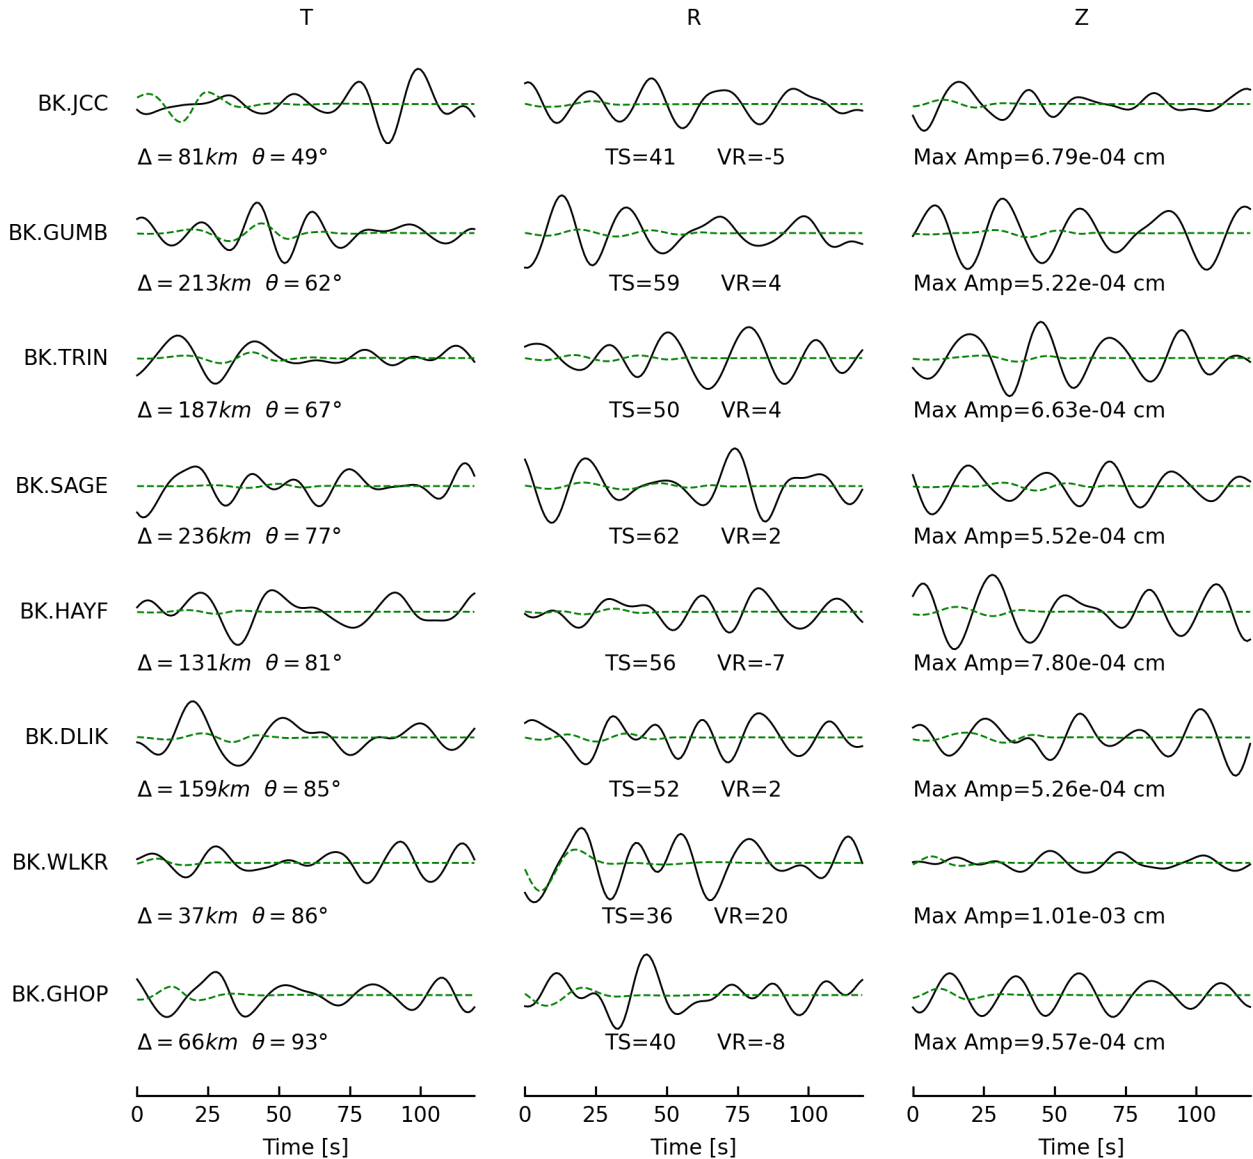 T R Z
BK.JCC
Δ = 81km θ = 49° TS=41 VR=-5 Max Amp=6.79e-04 cm
BK.GUMB
Δ = 213km θ = 62° TS=59 VR=4 Max Amp=5.22e-04 cm
BK.TRIN
Δ = 187km θ = 67° TS=50 VR=4 Max Amp=6.63e-04 cm
BK.SAGE
Δ = 236km θ = 77° TS=62 VR=2 Max Amp=5.52e-04 cm
BK.HAYF
Δ = 131km θ = 81° TS=56 VR=-7 Max Amp=7.80e-04 cm
BK.DLIK
Δ = 159km θ = 85° TS=52 VR=2 Max Amp=5.26e-04 cm
BK.WLKR
Δ = 37km θ = 86° TS=36 VR=20 Max Amp=1.01e-03 cm
BK.GHOP
Δ = 66km θ = 93° TS=40 VR=-8 Max Amp=9.57e-04 cm
0 25 50 75 100 0 25 50 75 100 0 25 50 75 100
Time [s] Time [s] Time [s]